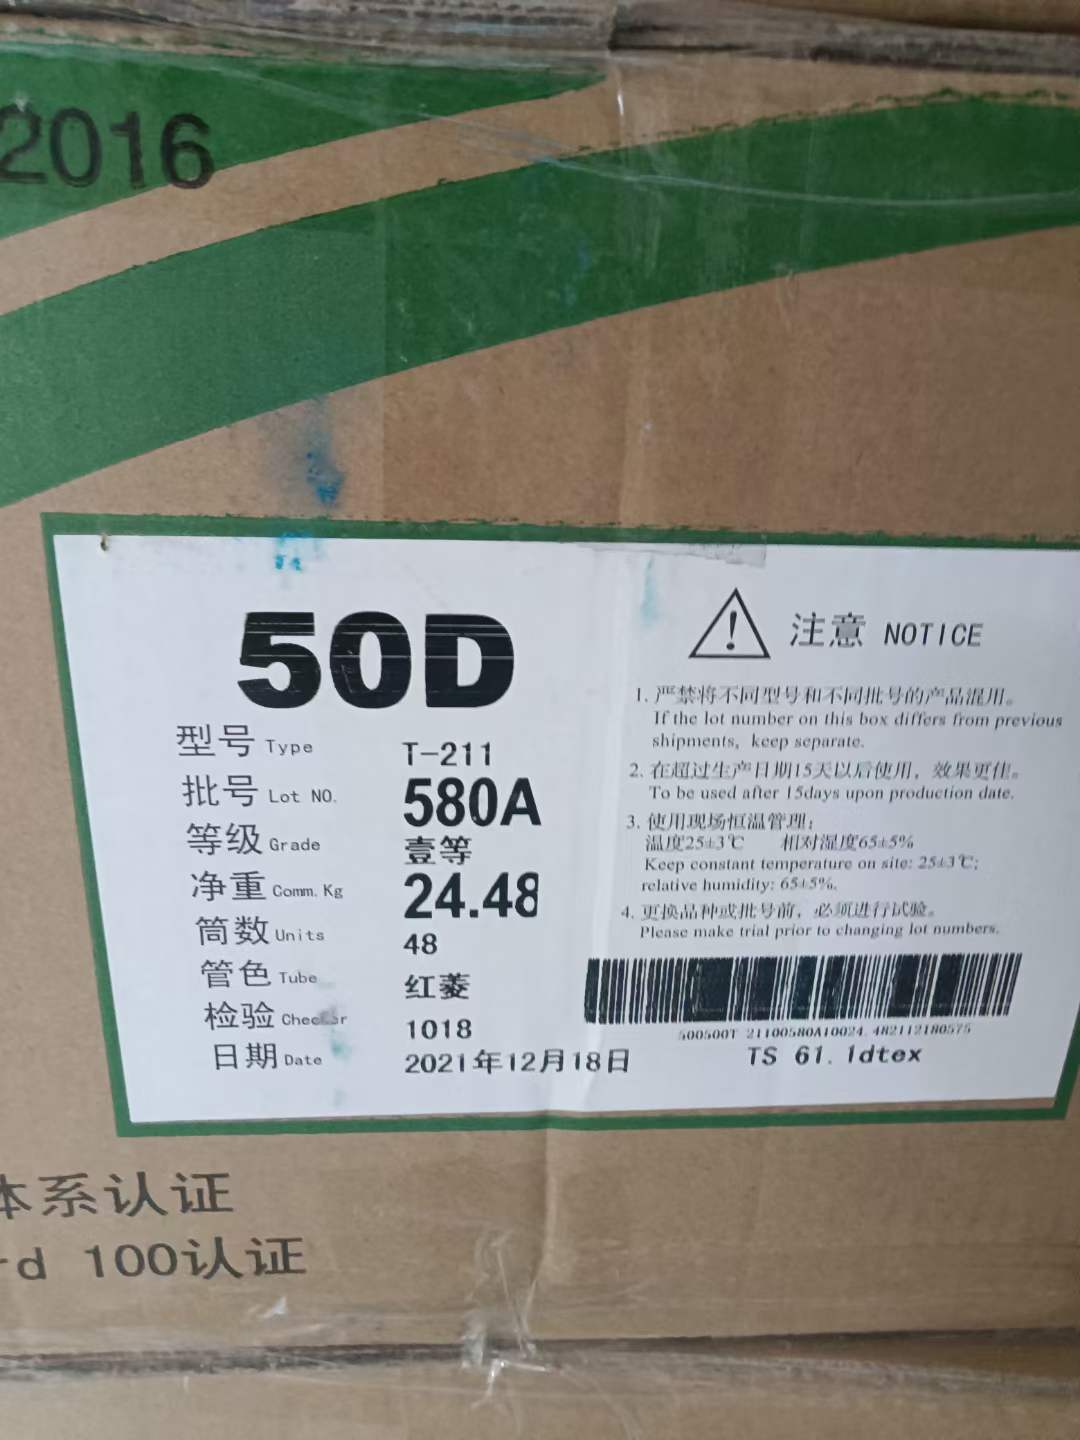 2016
50D
型号 Type T-211
批号 Lot NO. 580A
等级 Grade 壹等
净重 Comm. Kg 24.48
筒数 Units 48
管色 Tube 红菱
检验 Checker 1018
日期 Date 2021年12月18日
注意 NOTICE
1. 严禁将不同型号和不同批号的产品混用。
If the lot number on this box differs from previous
shipments, keep separate.
2. 在超过生产日期15天以后使用，效果更佳。
To be used after 15days upon production date.
3. 使用现场恒温管理：
温度25±3℃ 相对湿度65±5%
Keep constant temperature on site: 25±3℃;
relative humidity: 65±5%.
4. 更换品种或批号前，必须进行试验。
Please make trial prior to changing lot numbers.
500500T 21100580A10024.482112180575
TS 61.1dtex
体系认证
rd 100认证